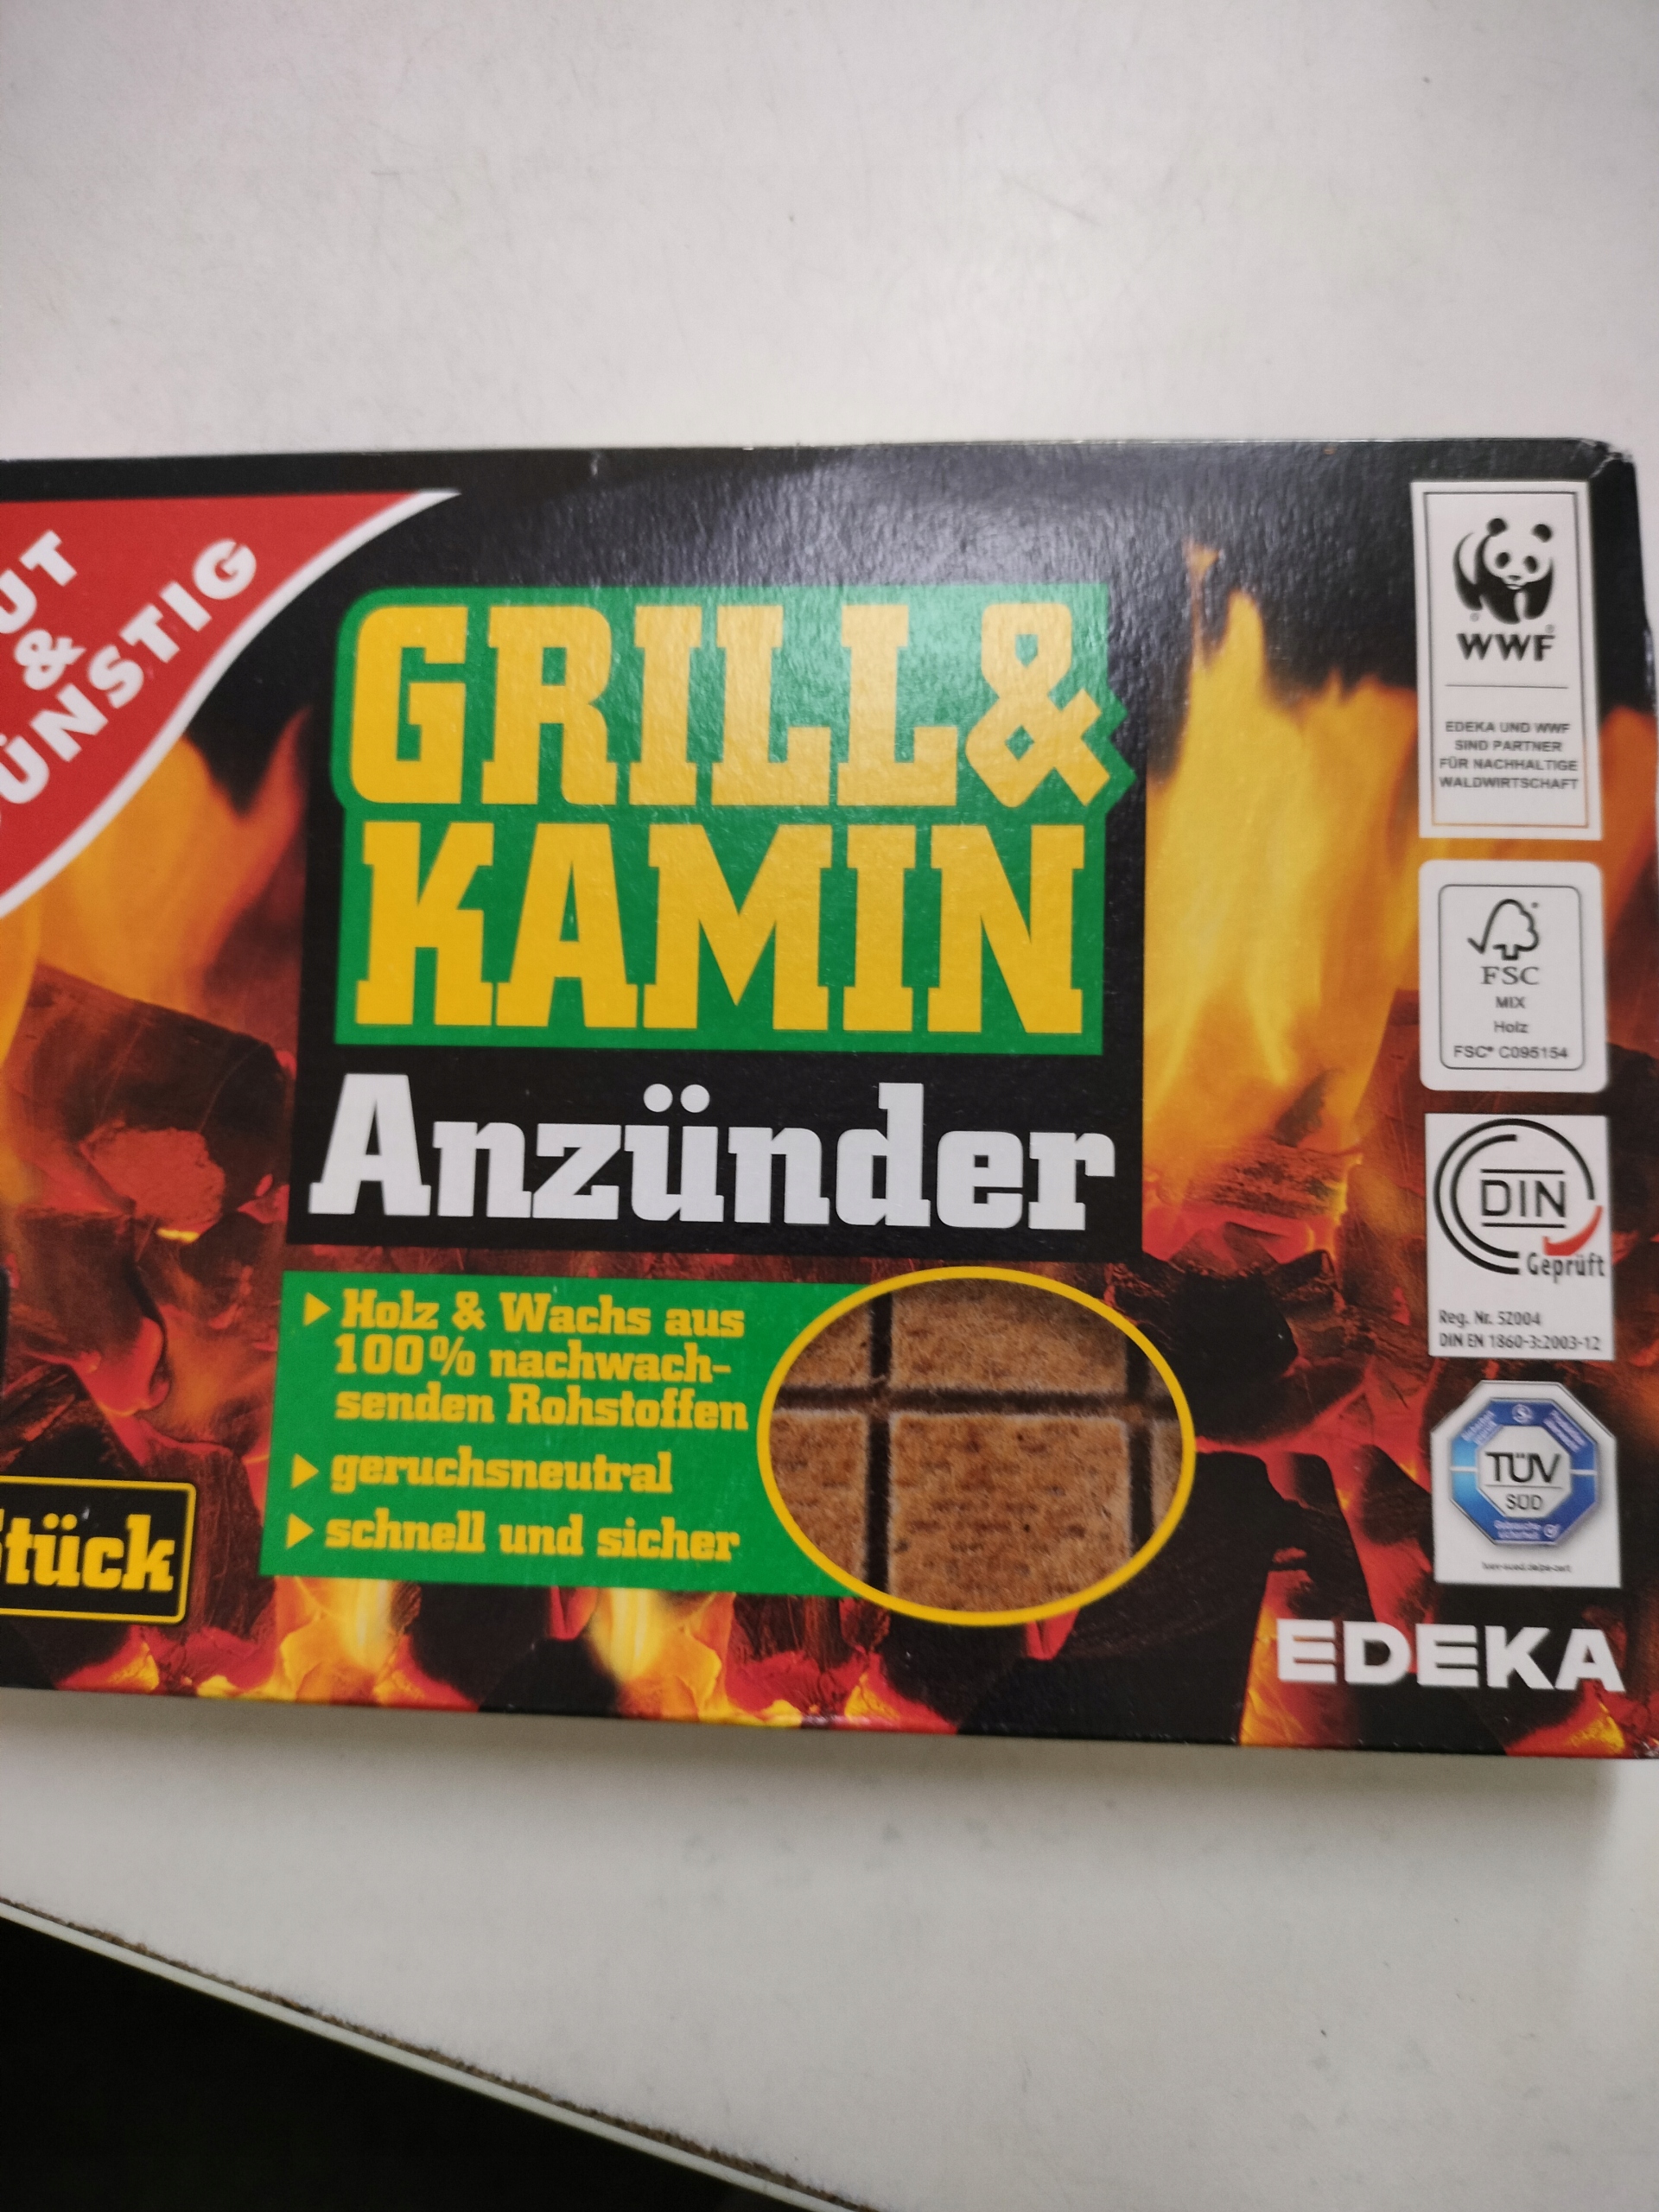 UT
&
ÜNSTIG
GRILL &
KAMIN
Anzünder
Holz & Wachs aus
100% nachwach-
senden Rohstoffen
geruchsneutral
schnell und sicher
Stück
WWF
EDEKA UND WWF
SIND PARTNER
FÜR NACHHALTIGE
WALDWIRTSCHAFT
FSC
MIX
Holz
FSC® C095154
DIN
Geprüft
Reg. Nr. 5Z004
DIN EN 1860-3:2003-12
TÜV
SÜD
EDEKA